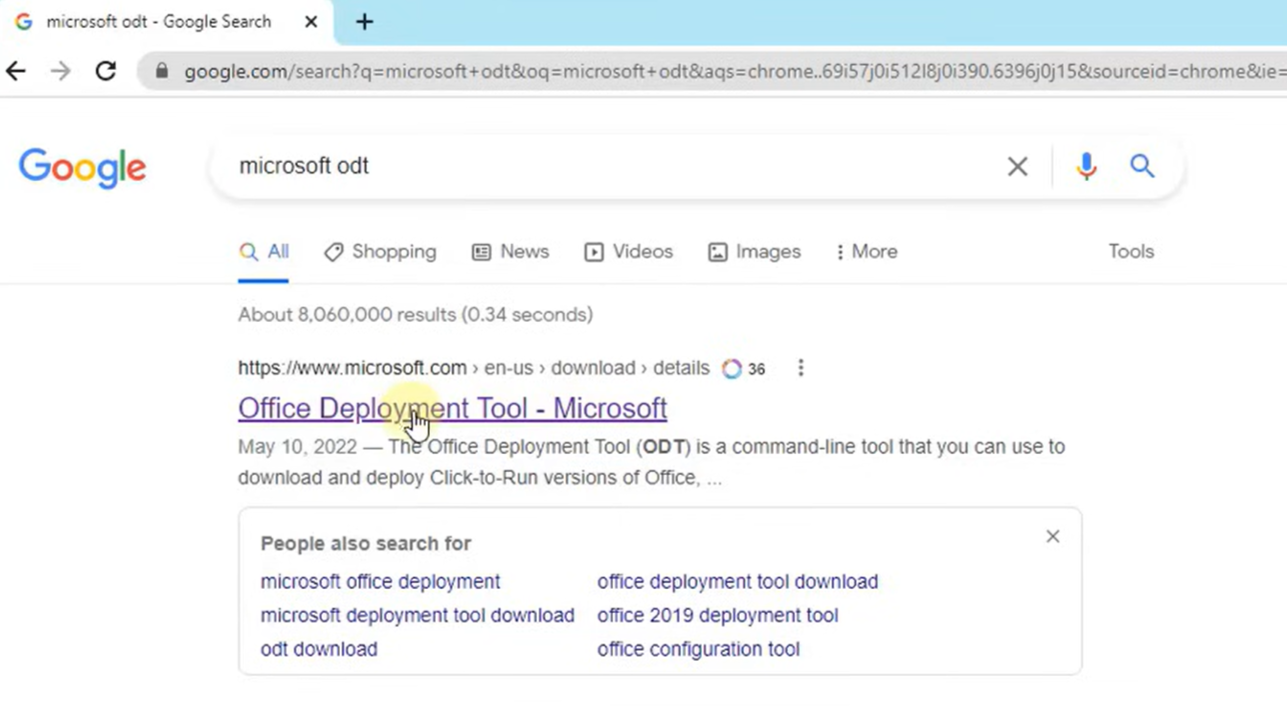 microsoft odt - Google Search
google.com/search?q=microsoft+odt&oq=microsoft+odt&aqs=chrome..69i57j0i512l8j0i390.6396j0j15&sourceid=chrome&ie=
Google
microsoft odt
All Shopping News Videos Images More Tools
About 8,060,000 results (0.34 seconds)
https://www.microsoft.com › en-us › download › details 36
Office Deployment Tool - Microsoft
May 10, 2022 — The Office Deployment Tool (ODT) is a command-line tool that you can use to
download and deploy Click-to-Run versions of Office, ...
People also search for
microsoft office deployment office deployment tool download
microsoft deployment tool download office 2019 deployment tool
odt download office configuration tool